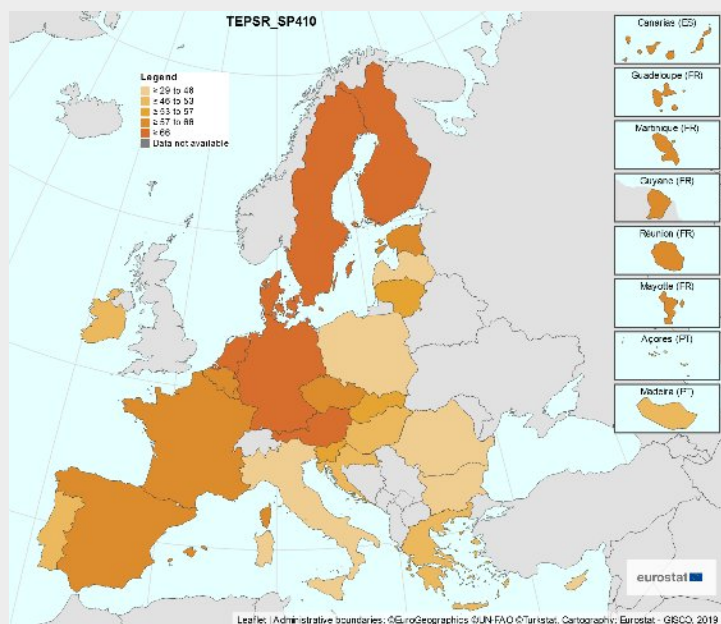 TEPSR_SP410
Legend
≥ 29 to 46
≥ 46 to 53
≥ 53 to 57
≥ 57 to 66
≥ 66
Data not available
Canarias (ES)
Guadeloupe (FR)
Martinique (FR)
Guyane (FR)
Réunion (FR)
Mayotte (FR)
Açores (PT)
Madeira (PT)
eurostat
Leaflet | Administrative boundaries: ©EuroGeographics ©UN-FAO ©Turkstat, Cartography: Eurostat - GISCO, 2019